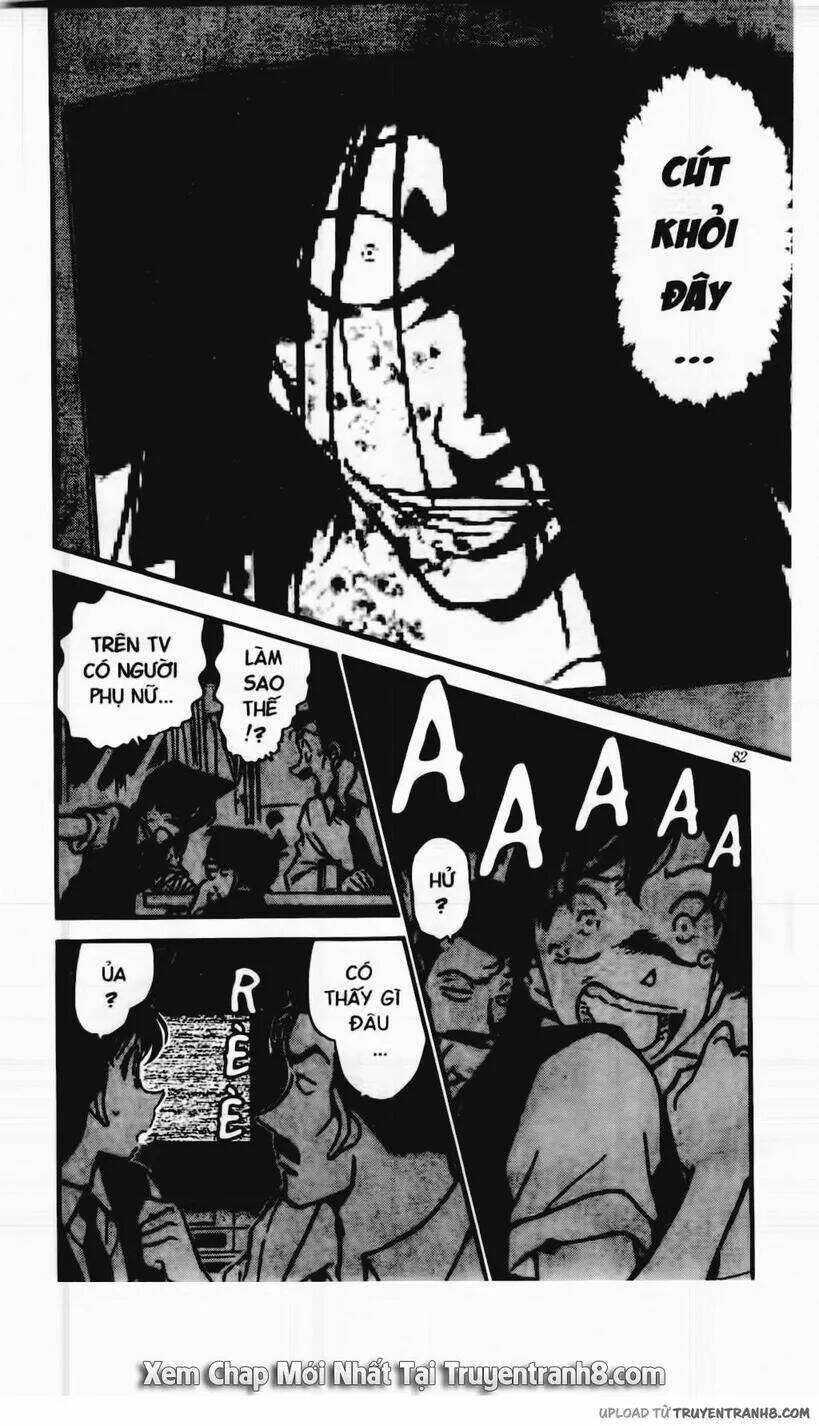 CÚT
KHỎI
ĐÂY
...
TRÊN TV
CÓ NGƯỜI
PHỤ NỮ...
LÀM
SAO
THẾ
!?
82
A
A
A
A
A
HỬ
?
ỦA
?
R
É
É
CÓ
THẤY GÌ
ĐÂU
...
Xem Chap Mới Nhất Tại Truyentranh8.com
UPLOAD TỪ TRUYENTRANH8.COM